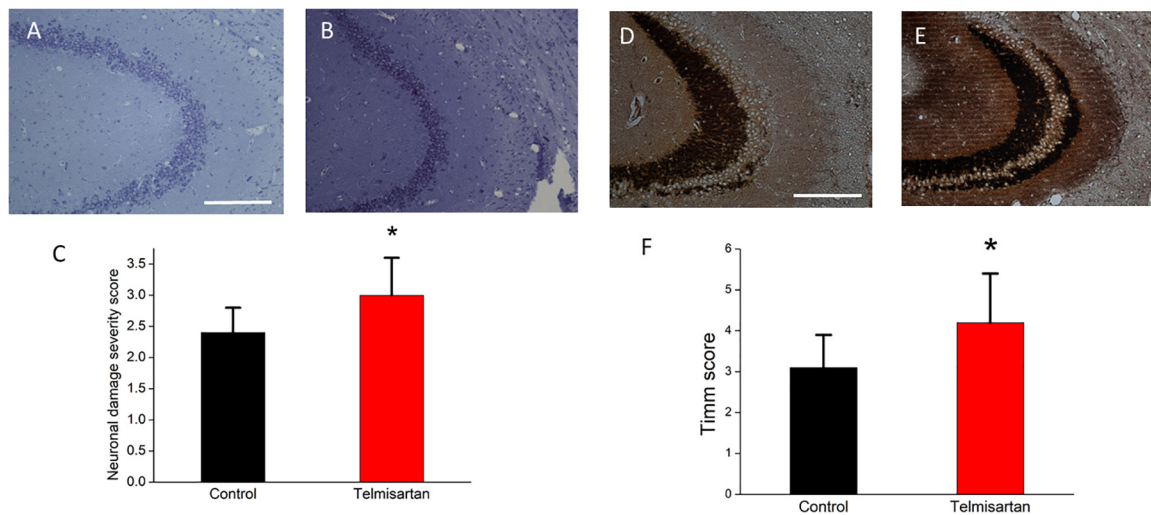 A
B
D
E
C
*
Neuronal damage severity score
3.5
3.0
2.5
2.0
1.5
1.0
0.5
0.0
Control
Telmisartan
F
*
Timm score
6
5
4
3
2
1
0
Control
Telmisartan